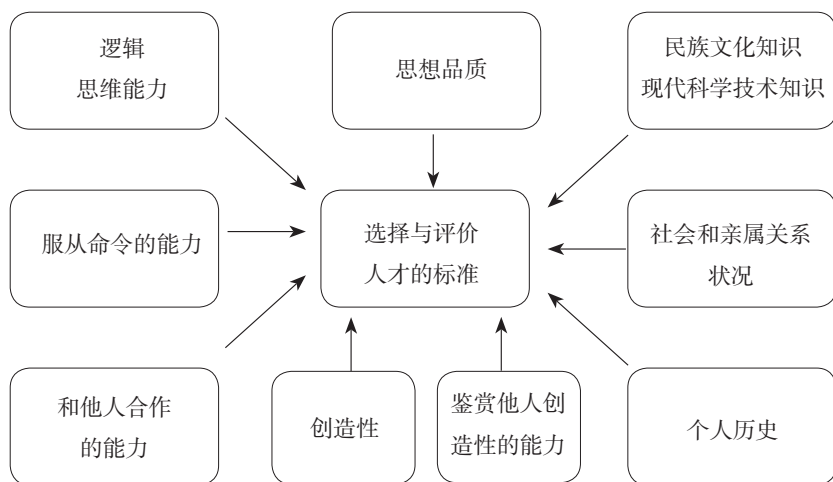 逻辑
思维能力
思想品质
民族文化知识
现代科学技术知识
服从命令的能力
选择与评价
人才的标准
社会和亲属关系
状况
和他人合作
的能力
创造性
鉴赏他人创
造性的能力
个人历史